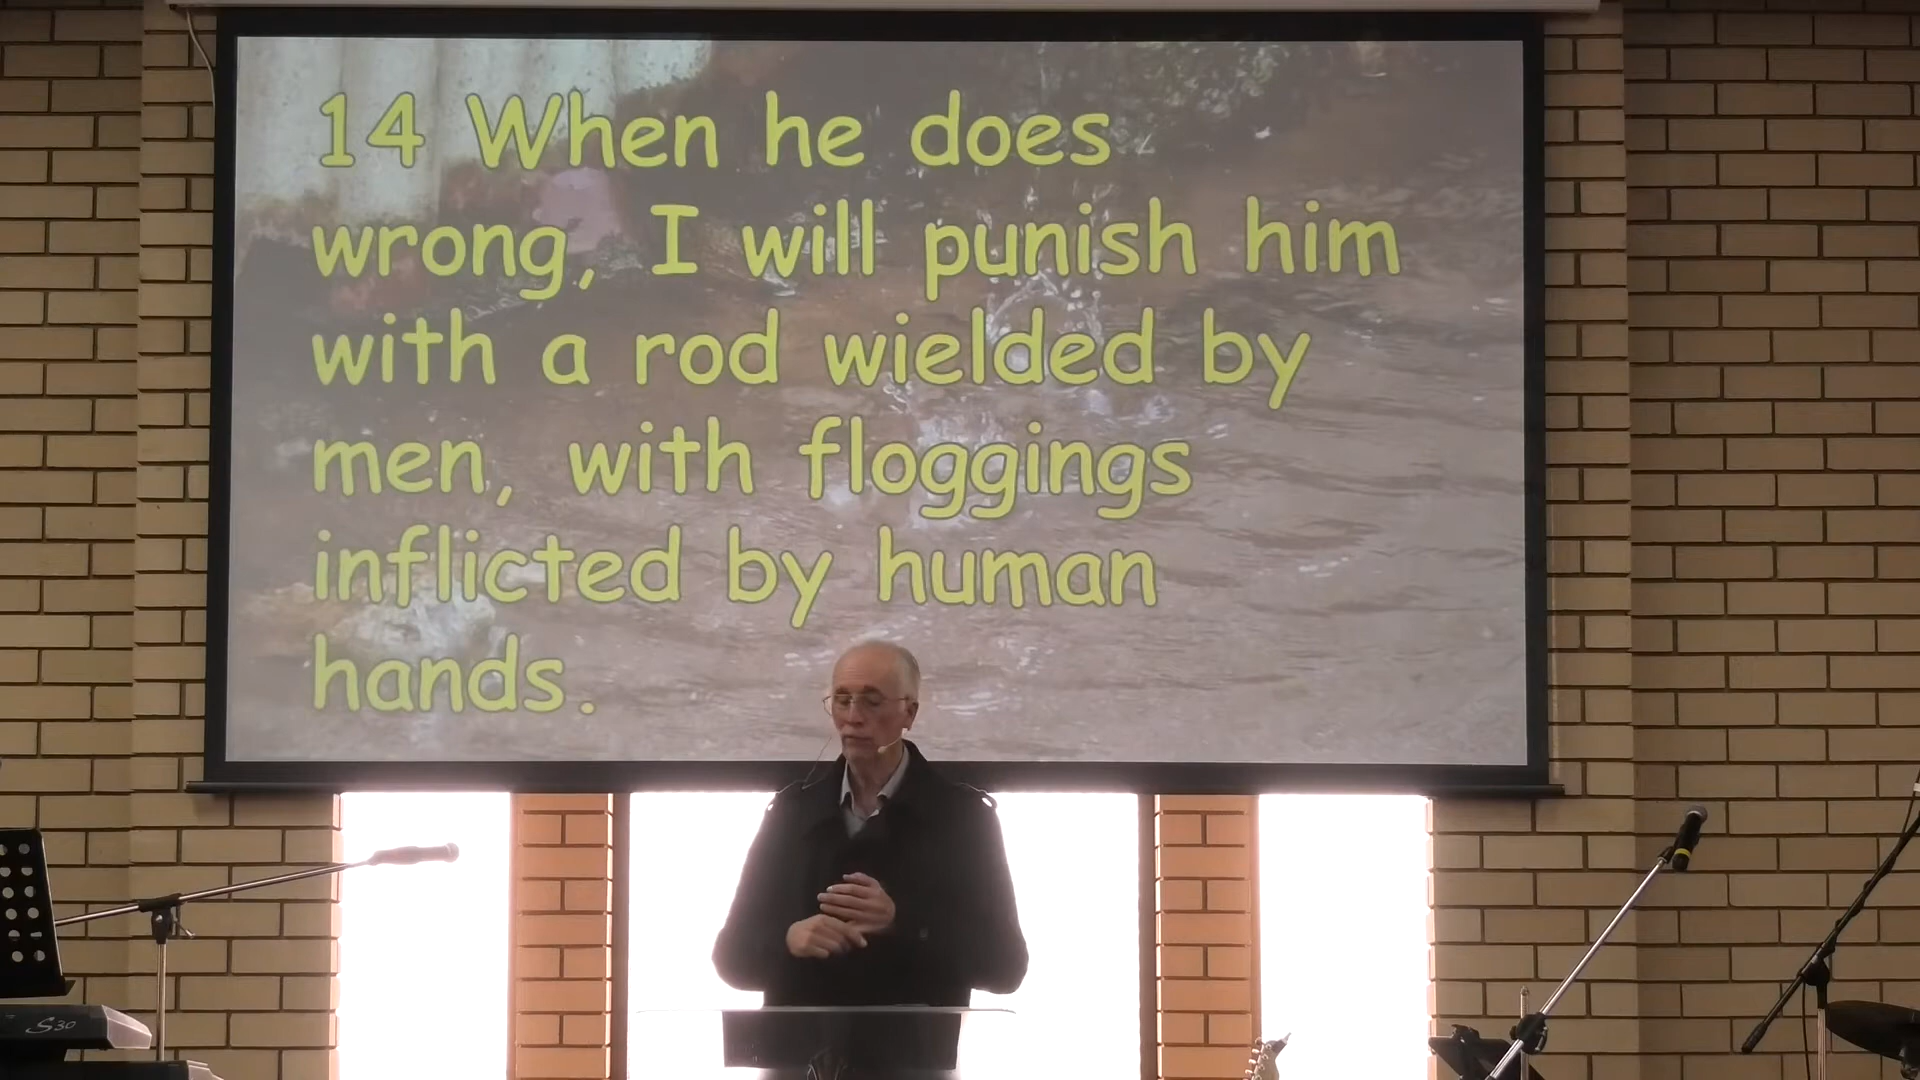 14 When he does
wrong, I will punish him
with a rod wielded by
men, with floggings
inflicted by human
hands.
S30